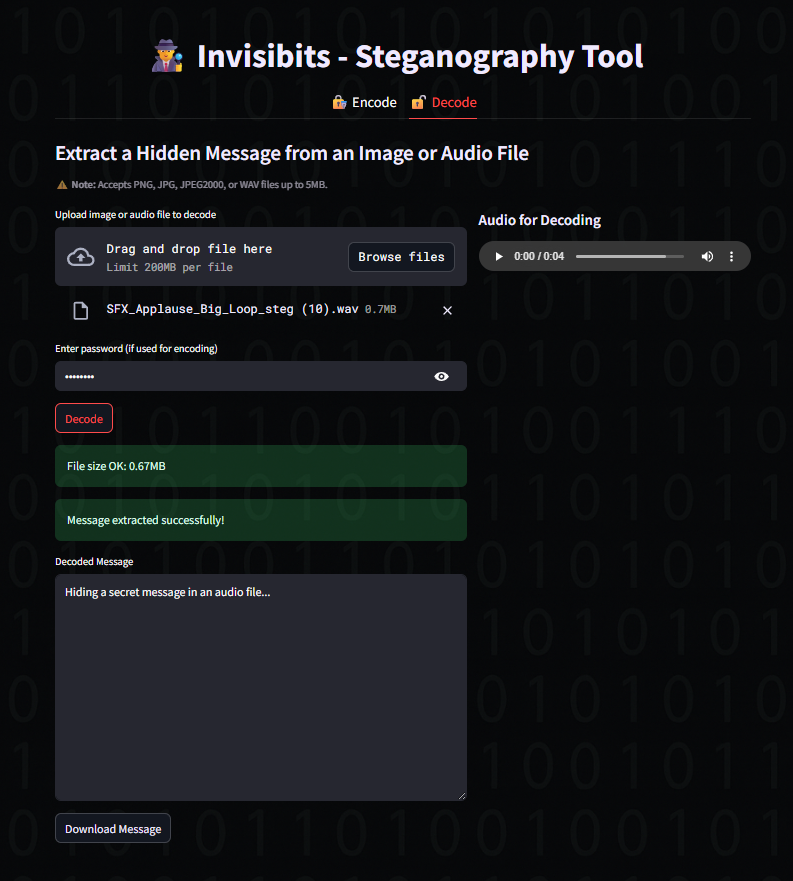 Invisibits - Steganography Tool
Encode Decode
Extract a Hidden Message from an Image or Audio File
Note: Accepts PNG, JPG, JPEG2000, or WAV files up to 5MB.
Upload image or audio file to decode
Drag and drop file here
Limit 200MB per file
Browse files
SFX_Applause_Big_Loop_steg (10).wav 0.7MB
Audio for Decoding
0:00 / 0:04
Enter password (if used for encoding)
••••••••
Decode
File size OK: 0.67MB
Message extracted successfully!
Decoded Message
Hiding a secret message in an audio file...
Download Message